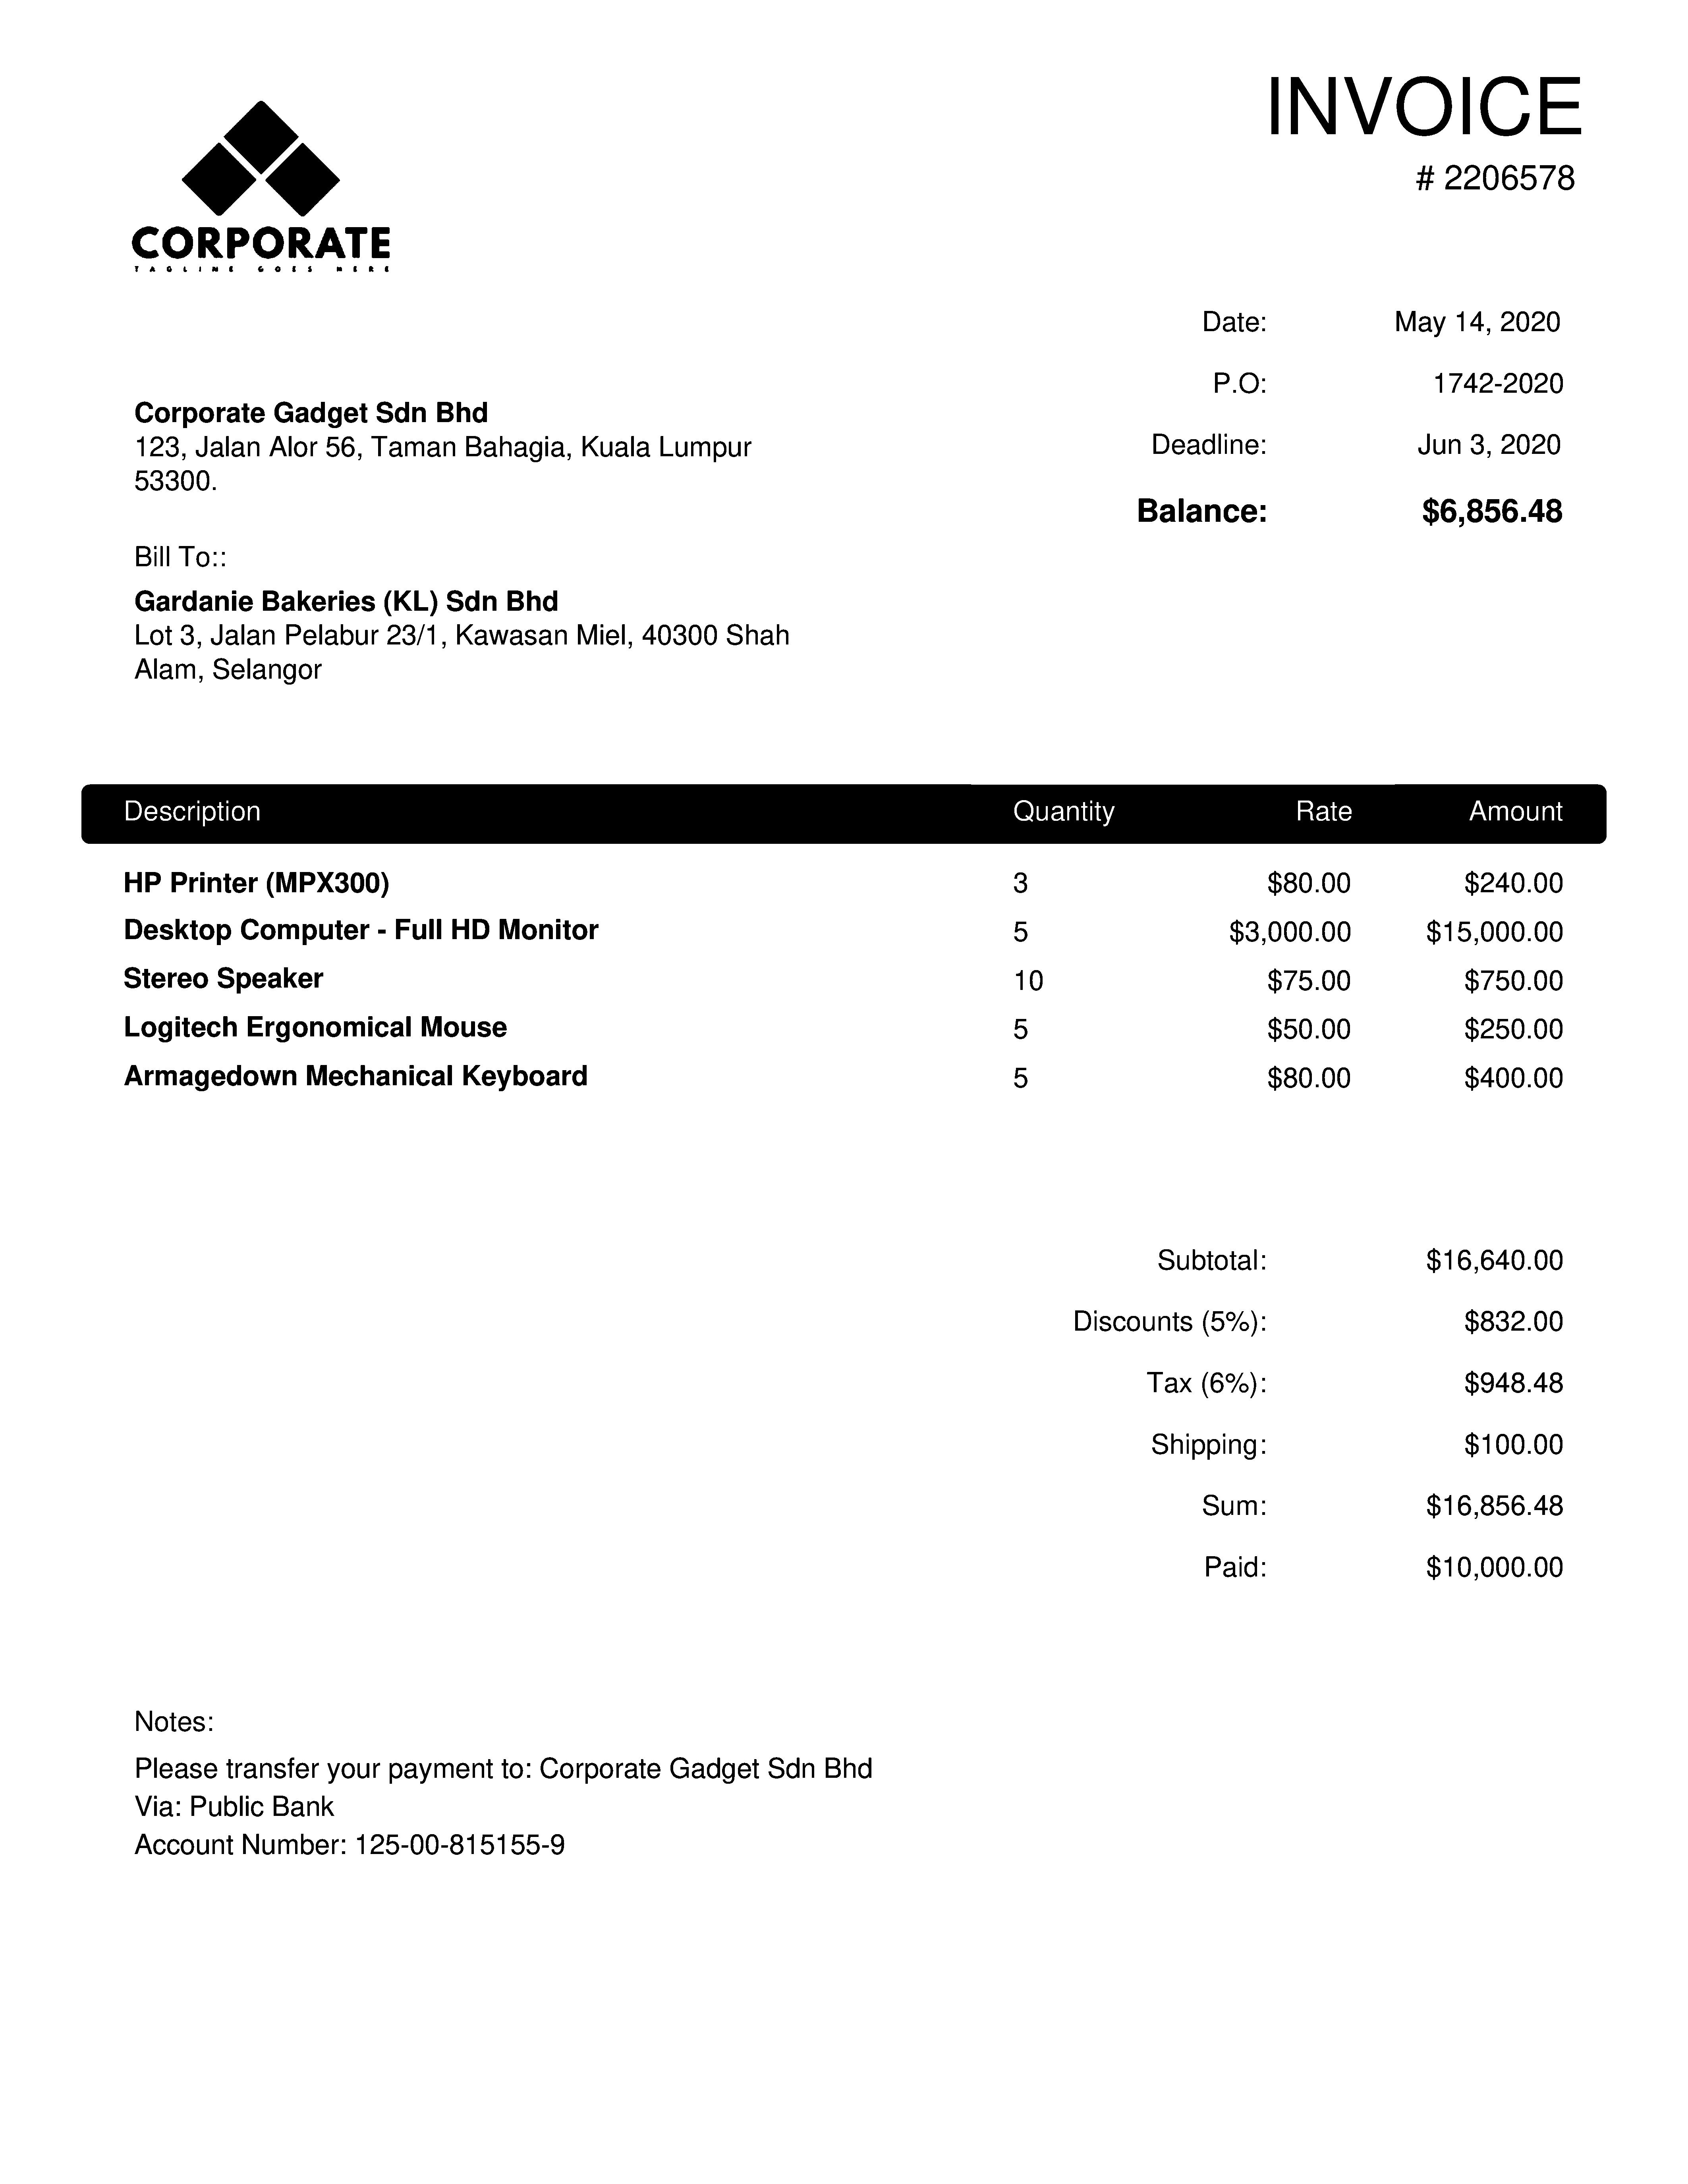 INVOICE
# 2206578
CORPORATE
TAGLINE GOES HERE
Date: May 14, 2020
P.O: 1742-2020
Deadline: Jun 3, 2020
Balance: $6,856.48
Corporate Gadget Sdn Bhd
123, Jalan Alor 56, Taman Bahagia, Kuala Lumpur
53300.
Bill To::
Gardanie Bakeries (KL) Sdn Bhd
Lot 3, Jalan Pelabur 23/1, Kawasan Miel, 40300 Shah
Alam, Selangor
Description Quantity Rate Amount
HP Printer (MPX300) 3 $80.00 $240.00
Desktop Computer - Full HD Monitor 5 $3,000.00 $15,000.00
Stereo Speaker 10 $75.00 $750.00
Logitech Ergonomical Mouse 5 $50.00 $250.00
Armagedown Mechanical Keyboard 5 $80.00 $400.00
Subtotal: $16,640.00
Discounts (5%): $832.00
Tax (6%): $948.48
Shipping: $100.00
Sum: $16,856.48
Paid: $10,000.00
Notes:
Please transfer your payment to: Corporate Gadget Sdn Bhd
Via: Public Bank
Account Number: 125-00-815155-9